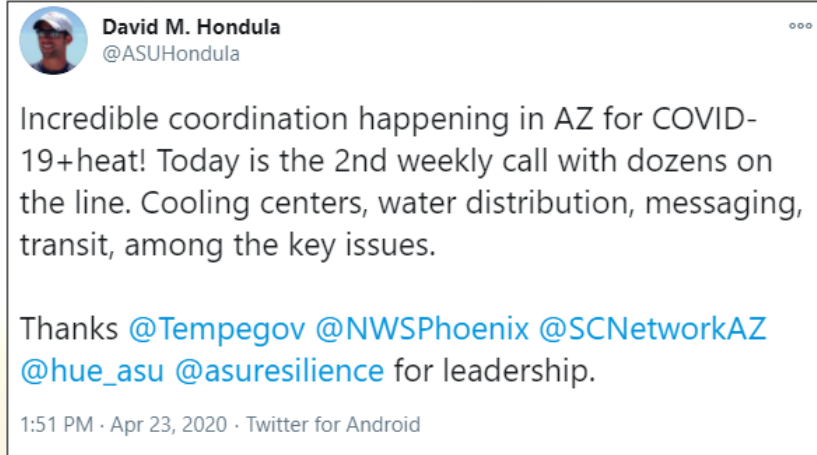 David M. Hondula
@ASUHondula
Incredible coordination happening in AZ for COVID-
19+heat! Today is the 2nd weekly call with dozens on
the line. Cooling centers, water distribution, messaging,
transit, among the key issues.
Thanks @Tempegov @NWSPhoenix @SCNetworkAZ
@hue_asu @asuresilience for leadership.
1:51 PM · Apr 23, 2020 · Twitter for Android